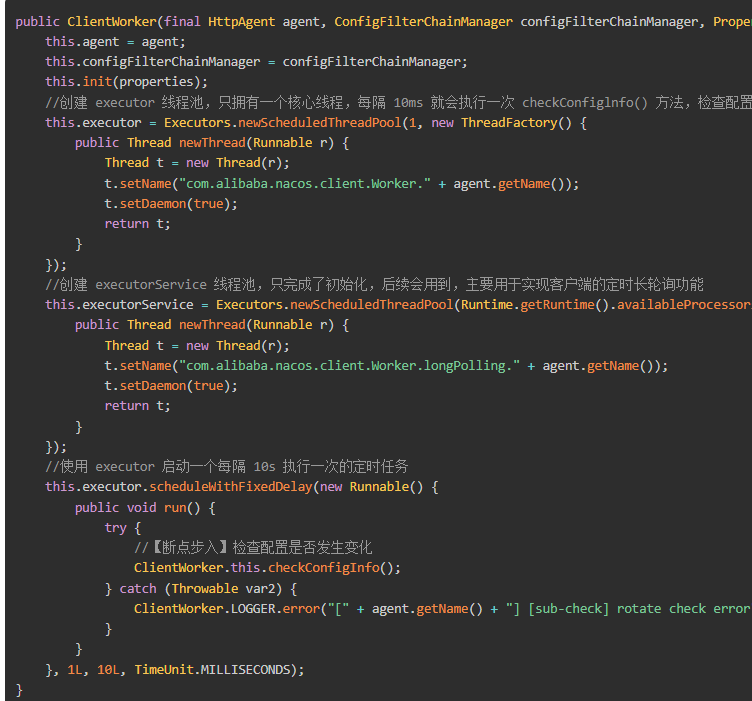 public ClientWorker(final HttpAgent agent, ConfigFilterChainManager configFilterChainManager, Prope
    this.agent = agent;
    this.configFilterChainManager = configFilterChainManager;
    this.init(properties);
    //创建 executor 线程池，只拥有一个核心线程，每隔 10ms 就会执行一次 checkConfiglnfo() 方法，检查配置
    this.executor = Executors.newScheduledThreadPool(1, new ThreadFactory() {
        public Thread newThread(Runnable r) {
            Thread t = new Thread(r);
            t.setName("com.alibaba.nacos.client.Worker." + agent.getName());
            t.setDaemon(true);
            return t;
        }
    });
    //创建 executorService 线程池，只完成了初始化，后续会用到，主要用于实现客户端的定时长轮询功能
    this.executorService = Executors.newScheduledThreadPool(Runtime.getRuntime().availableProcessor
        public Thread newThread(Runnable r) {
            Thread t = new Thread(r);
            t.setName("com.alibaba.nacos.client.Worker.longPolling." + agent.getName());
            t.setDaemon(true);
            return t;
        }
    });
    //使用 executor 启动一个每隔 10s 执行一次的定时任务
    this.executor.scheduleWithFixedDelay(new Runnable() {
        public void run() {
            try {
                //【断点步入】检查配置是否发生变化
                ClientWorker.this.checkConfigInfo();
            } catch (Throwable var2) {
                ClientWorker.LOGGER.error("[" + agent.getName() + "] [sub-check] rotate check error
            }
        }
    }, 1L, 10L, TimeUnit.MILLISECONDS);
}